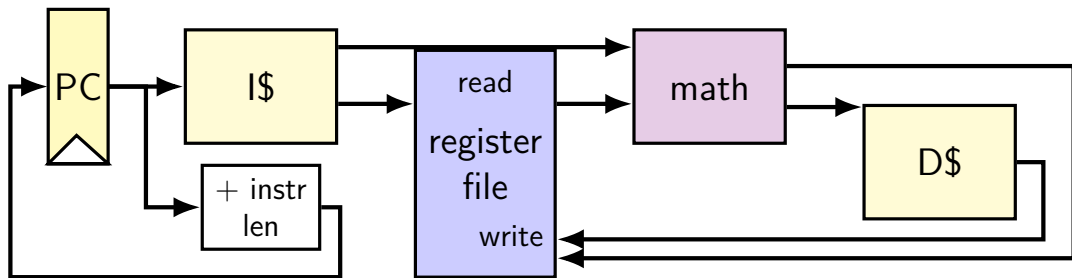 PC
I$
+ instr
len
read
register
file
write
math
D$